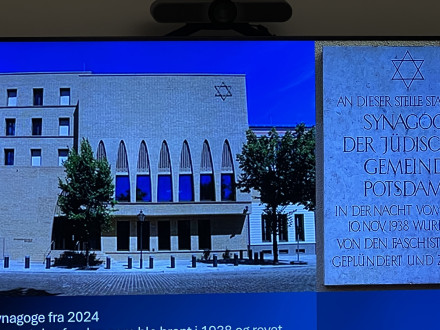 AN DIESER STELLE
SYNAGOG
DER JÜDISC
GEMEIND
POTSDAM
IN DER NACHT VOM
10.NOV.1938 WUR
VON DEN FASCHIST
GEPLÜNDERT UND Z
ynagoge fra 2024
ble brent i 1938 og revet